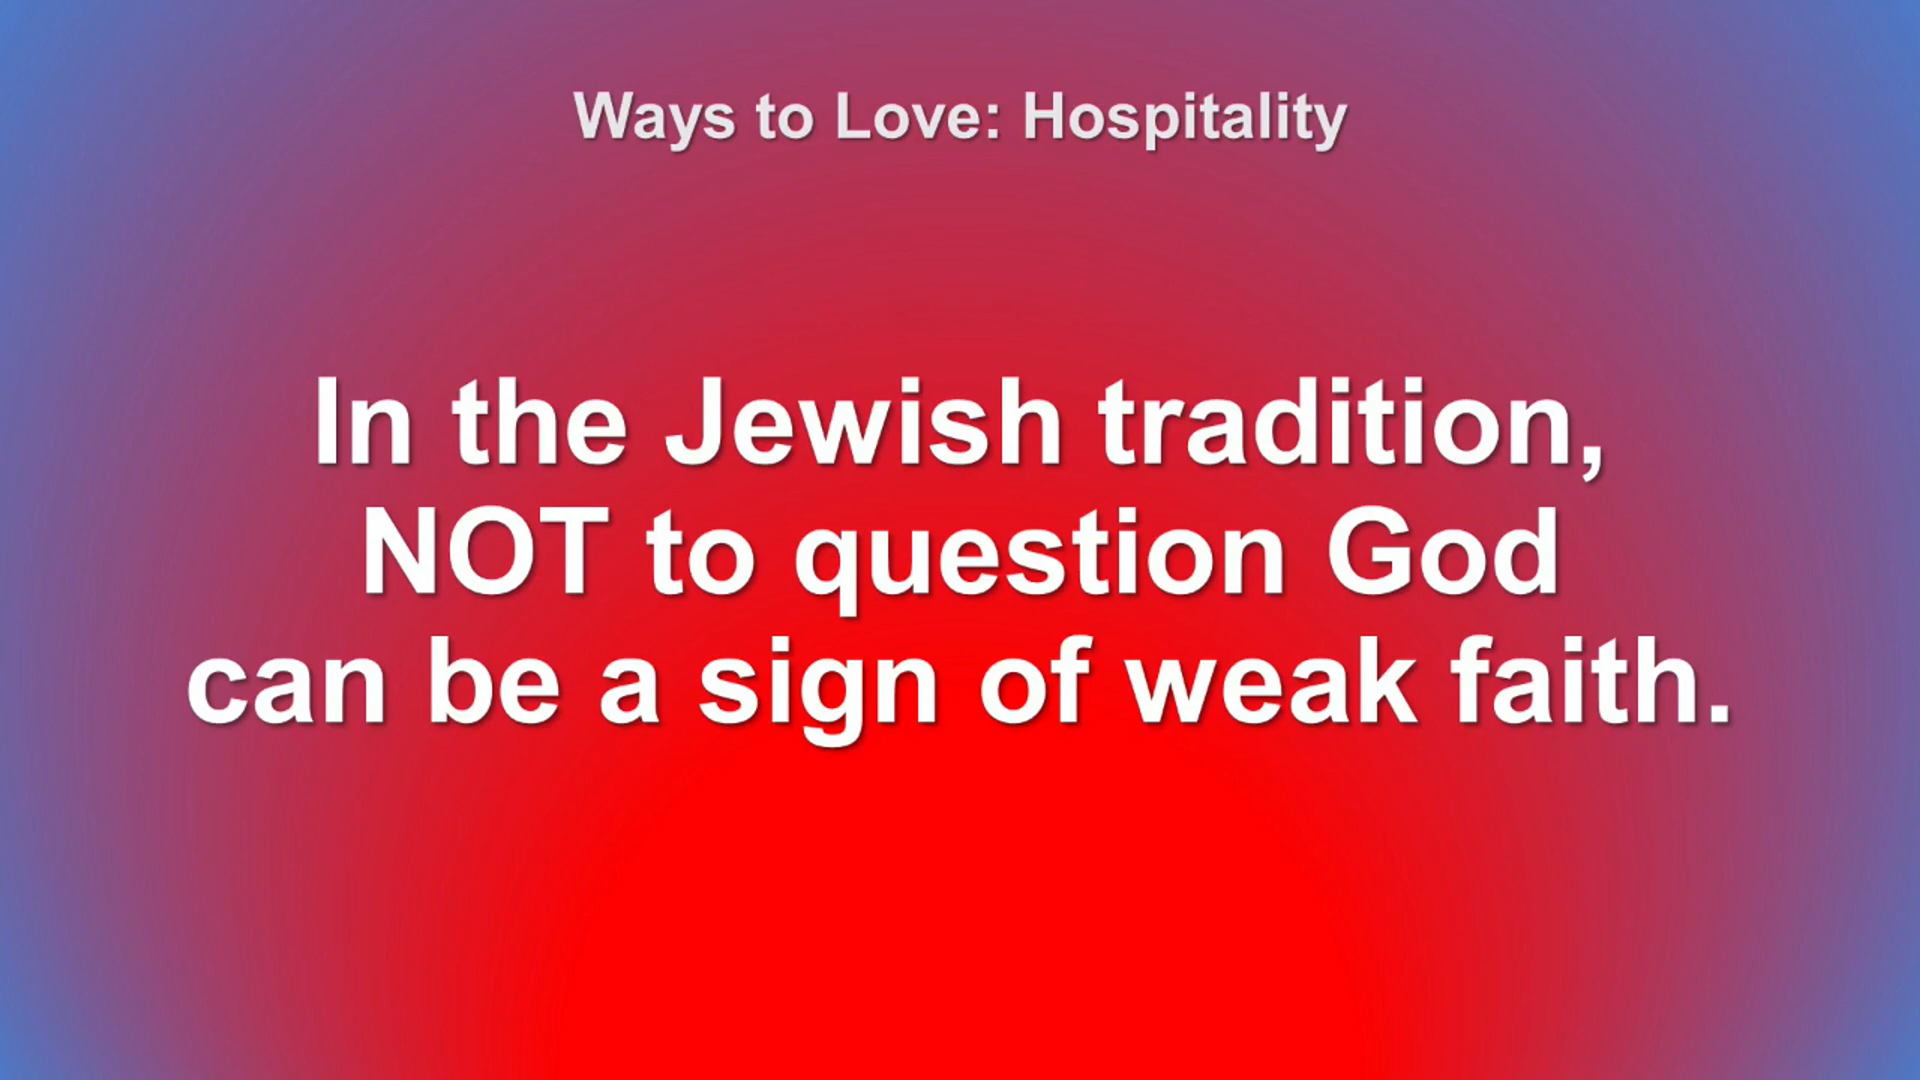 Ways to Love: Hospitality
In the Jewish tradition,
NOT to question God
can be a sign of weak faith.